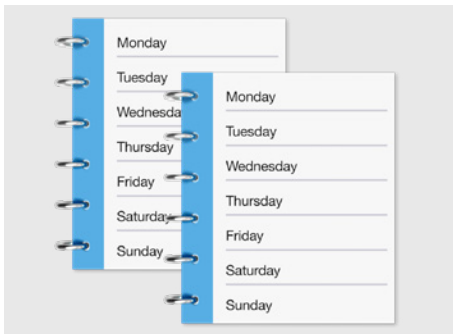 Monday
Tuesday
Wednesda
Thursday
Friday
Saturday
Sunday
Monday
Tuesday
Wednesday
Thursday
Friday
Saturday
Sunday